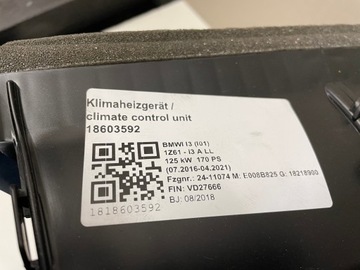 Klimaheizgerät /
climate control unit
18603592
BMWI I3 (I01)
1Z61 - I3 A LL
125 kW 170 PS
(07.2016-04.2021)
Fzgnr.: 24-11074 M: E008B825 G: 18218900
FIN: VD27666
BJ: 08/2018
1818603592